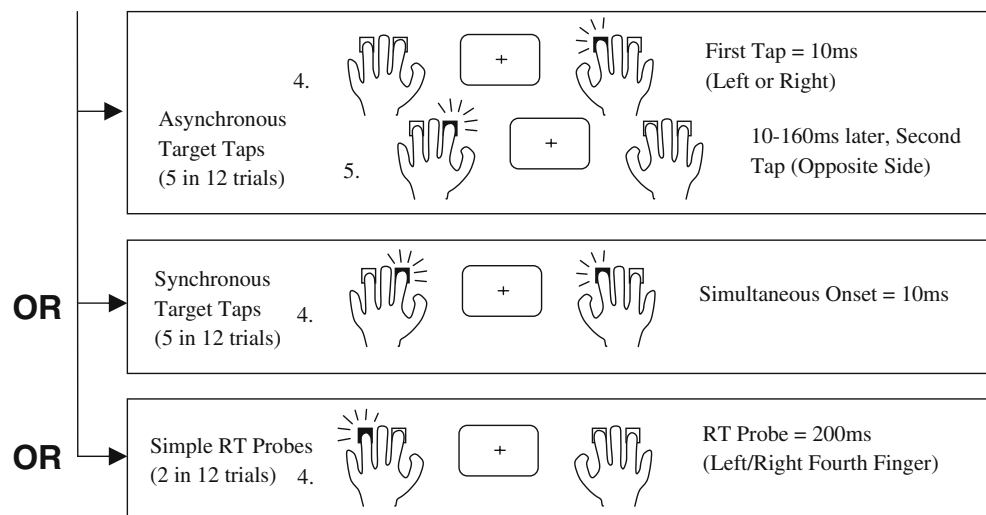 4.
+
First Tap = 10ms
(Left or Right)
Asynchronous
Target Taps
(5 in 12 trials)
5.
+
10-160ms later, Second
Tap (Opposite Side)
OR
Synchronous
Target Taps
(5 in 12 trials)
4.
+
Simultaneous Onset = 10ms
OR
Simple RT Probes
(2 in 12 trials)
4.
+
RT Probe = 200ms
(Left/Right Fourth Finger)